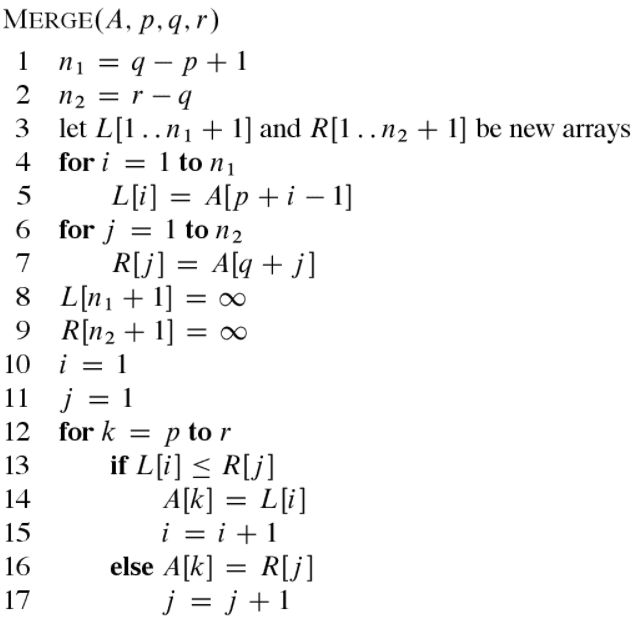 MERGE(A, p, q, r)
1 n₁ = q − p + 1
2 n₂ = r − q
3 let L[1 . . n₁ + 1] and R[1 . . n₂ + 1] be new arrays
4 for i = 1 to n₁
5 L[i] = A[p + i − 1]
6 for j = 1 to n₂
7 R[j] = A[q + j]
8 L[n₁ + 1] = ∞
9 R[n₂ + 1] = ∞
10 i = 1
11 j = 1
12 for k = p to r
13 if L[i] ≤ R[j]
14 A[k] = L[i]
15 i = i + 1
16 else A[k] = R[j]
17 j = j + 1